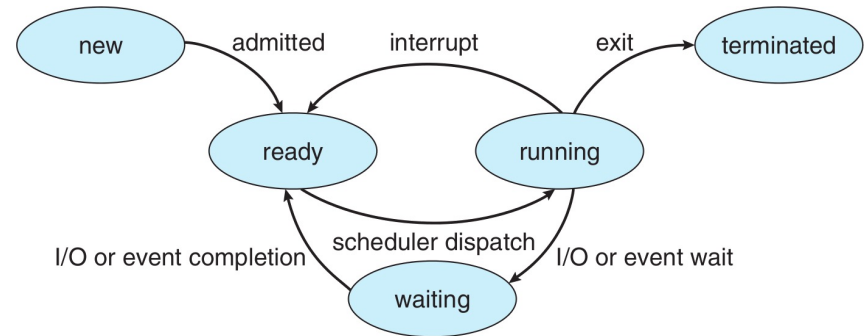 new
admitted
interrupt
exit
terminated
ready
running
I/O or event completion
scheduler dispatch
I/O or event wait
waiting